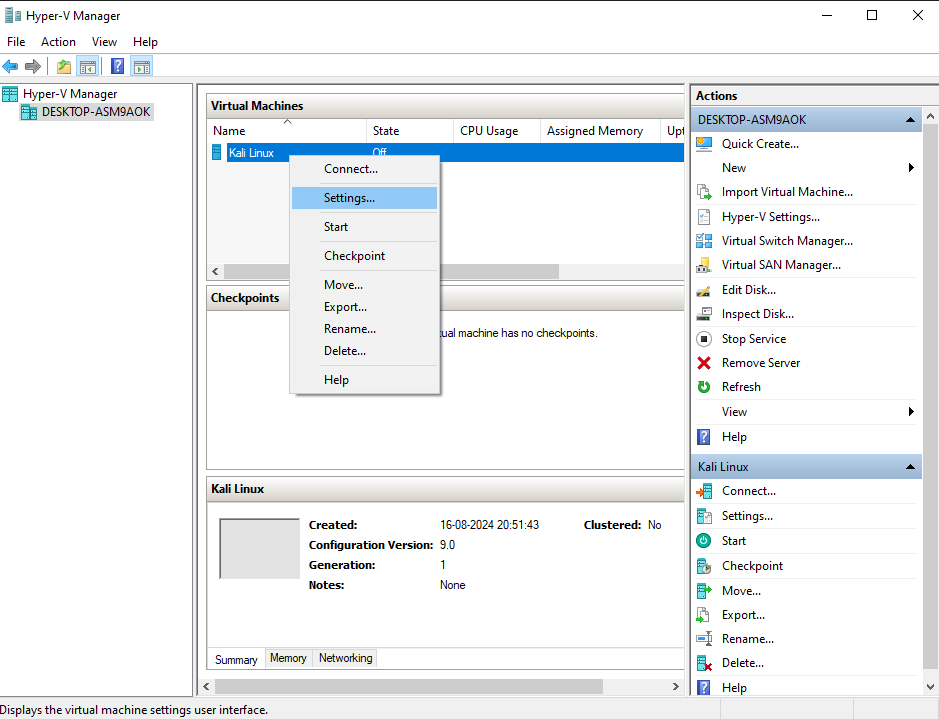 Hyper-V Manager
File Action View Help
Hyper-V Manager
DESKTOP-ASM9AOK
Virtual Machines
Name State CPU Usage Assigned Memory Upt
Kali Linux Off
Connect...
Settings...
Start
Checkpoint
Move...
Export...
Rename...
Delete...
Help
Checkpoints
tual machine has no checkpoints.
Kali Linux
Created: 16-08-2024 20:51:43 Clustered: No
Configuration Version: 9.0
Generation: 1
Notes: None
Summary Memory Networking
Actions
DESKTOP-ASM9AOK
Quick Create...
New
Import Virtual Machine...
Hyper-V Settings...
Virtual Switch Manager...
Virtual SAN Manager...
Edit Disk...
Inspect Disk...
Stop Service
Remove Server
Refresh
View
Help
Kali Linux
Connect...
Settings...
Start
Checkpoint
Move...
Export...
Rename...
Delete...
Help
Displays the virtual machine settings user interface.